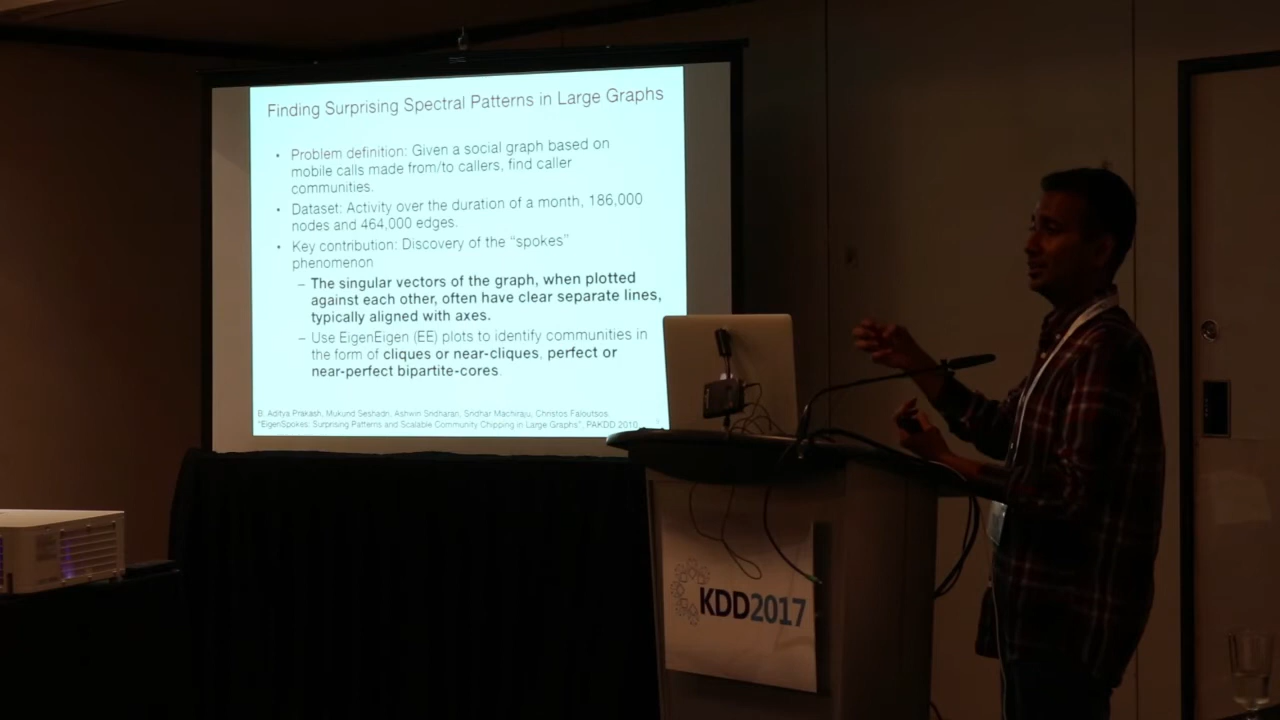 Finding Surprising Spectral Patterns in Large Graphs
• Problem definition: Given a social graph based on
mobile calls made from/to callers, find caller
communities.
• Dataset: Activity over the duration of a month, 186,000
nodes and 464,000 edges.
• Key contribution: Discovery of the “spokes”
phenomenon
– The singular vectors of the graph, when plotted
against each other, often have clear separate lines,
typically aligned with axes.
– Use EigenEigen (EE) plots to identify communities in
the form of cliques or near-cliques, perfect or
near-perfect bipartite-cores.
B. Aditya Prakash, Mukund Seshadri, Ashwin Sridharan, Sridhar Machiraju, Christos Faloutsos.
"EigenSpokes: Surprising Patterns and Scalable Community Chipping in Large Graphs". PAKDD 2010
KDD2017